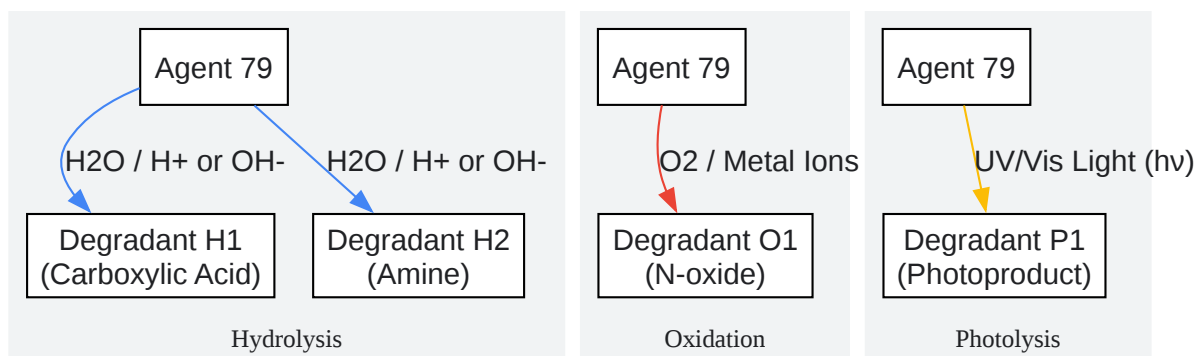 Agent 79
H2O / H+ or OH-
H2O / H+ or OH-
Degradant H1
(Carboxylic Acid)
Degradant H2
(Amine)
Hydrolysis
Agent 79
O2 / Metal Ions
Degradant O1
(N-oxide)
Oxidation
Agent 79
UV/Vis Light (hν)
Degradant P1
(Photoproduct)
Photolysis